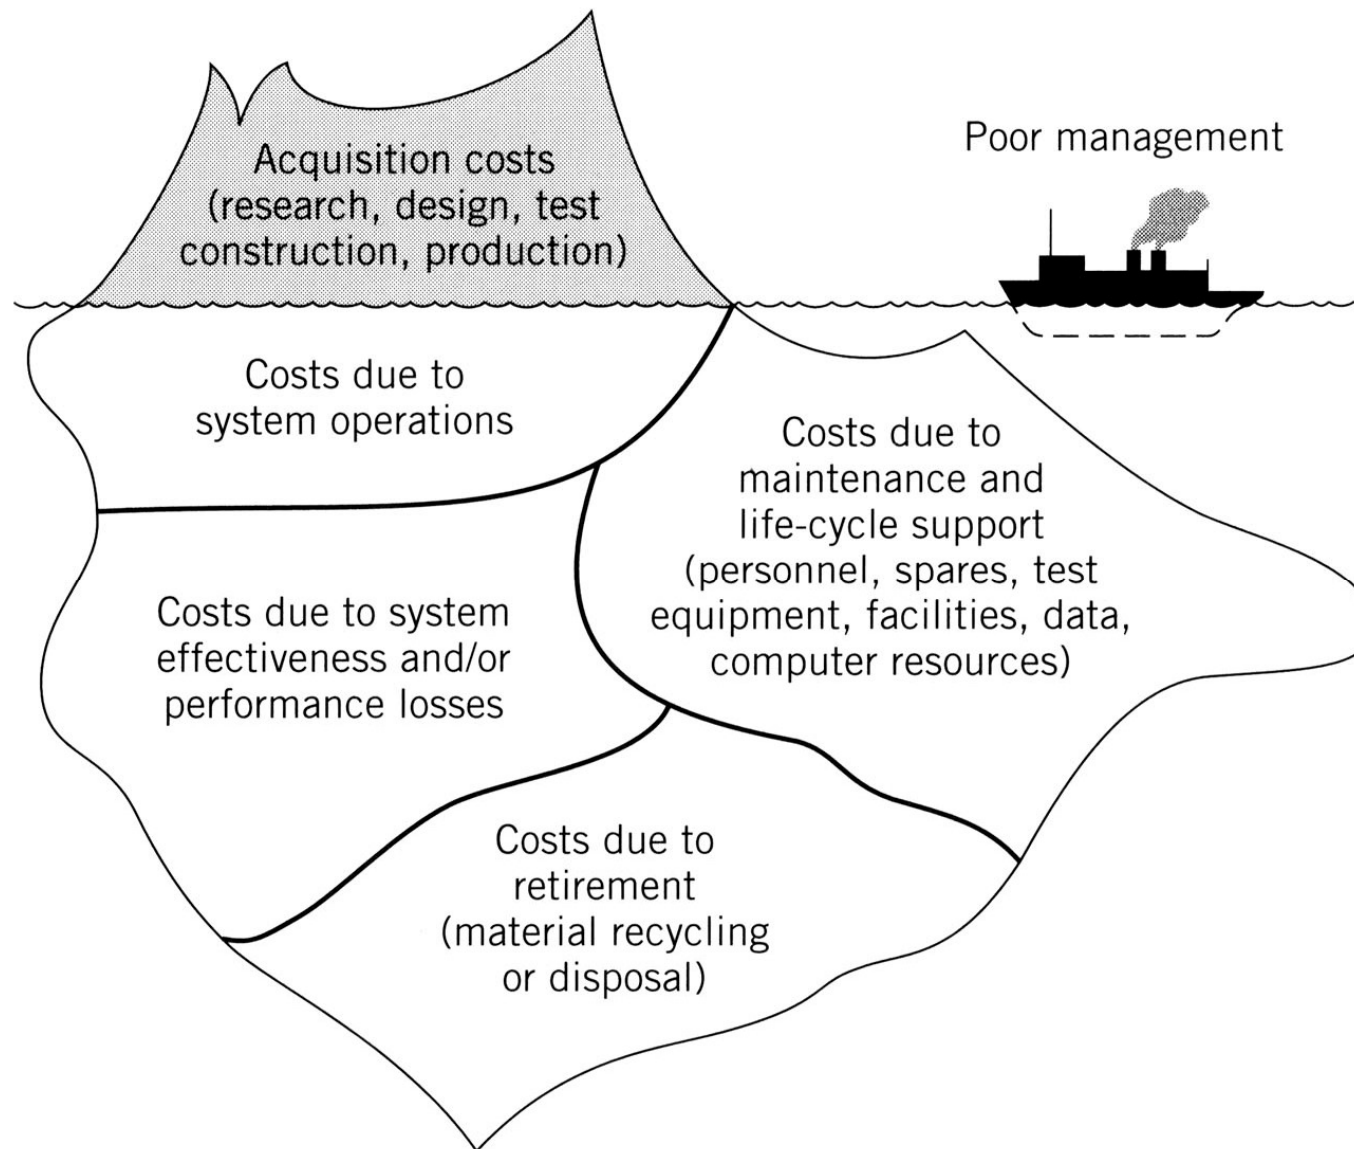 Acquisition costs
(research, design, test
construction, production)
Poor management
Costs due to
system operations
Costs due to
maintenance and
life-cycle support
(personnel, spares, test
equipment, facilities, data,
computer resources)
Costs due to system
effectiveness and/or
performance losses
Costs due to
retirement
(material recycling
or disposal)